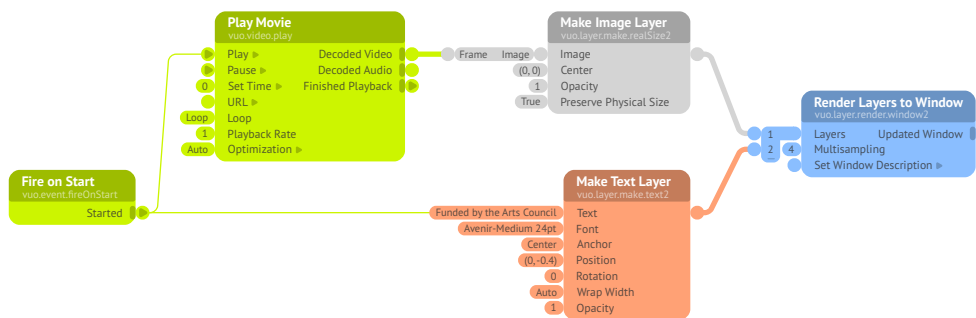 Play Movie
vuo.video.play
Play
Decoded Video
Pause
Decoded Audio
0
Set Time
Finished Playback
URL
Loop
Loop
1
Playback Rate
Auto
Optimization
Frame
Image
Make Image Layer
vuo.layer.make.realSize2
Image
(0, 0)
Center
1
Opacity
True
Preserve Physical Size
Render Layers to Window
vuo.layer.render.window2
1
Layers
Updated Window
2
4
Multisampling
...
Set Window Description
Fire on Start
vuo.event.fireOnStart
Started
Make Text Layer
vuo.layer.make.text2
Funded by the Arts Council
Text
Avenir-Medium 24pt
Font
Center
Anchor
(0, -0.4)
Position
0
Rotation
Auto
Wrap Width
1
Opacity